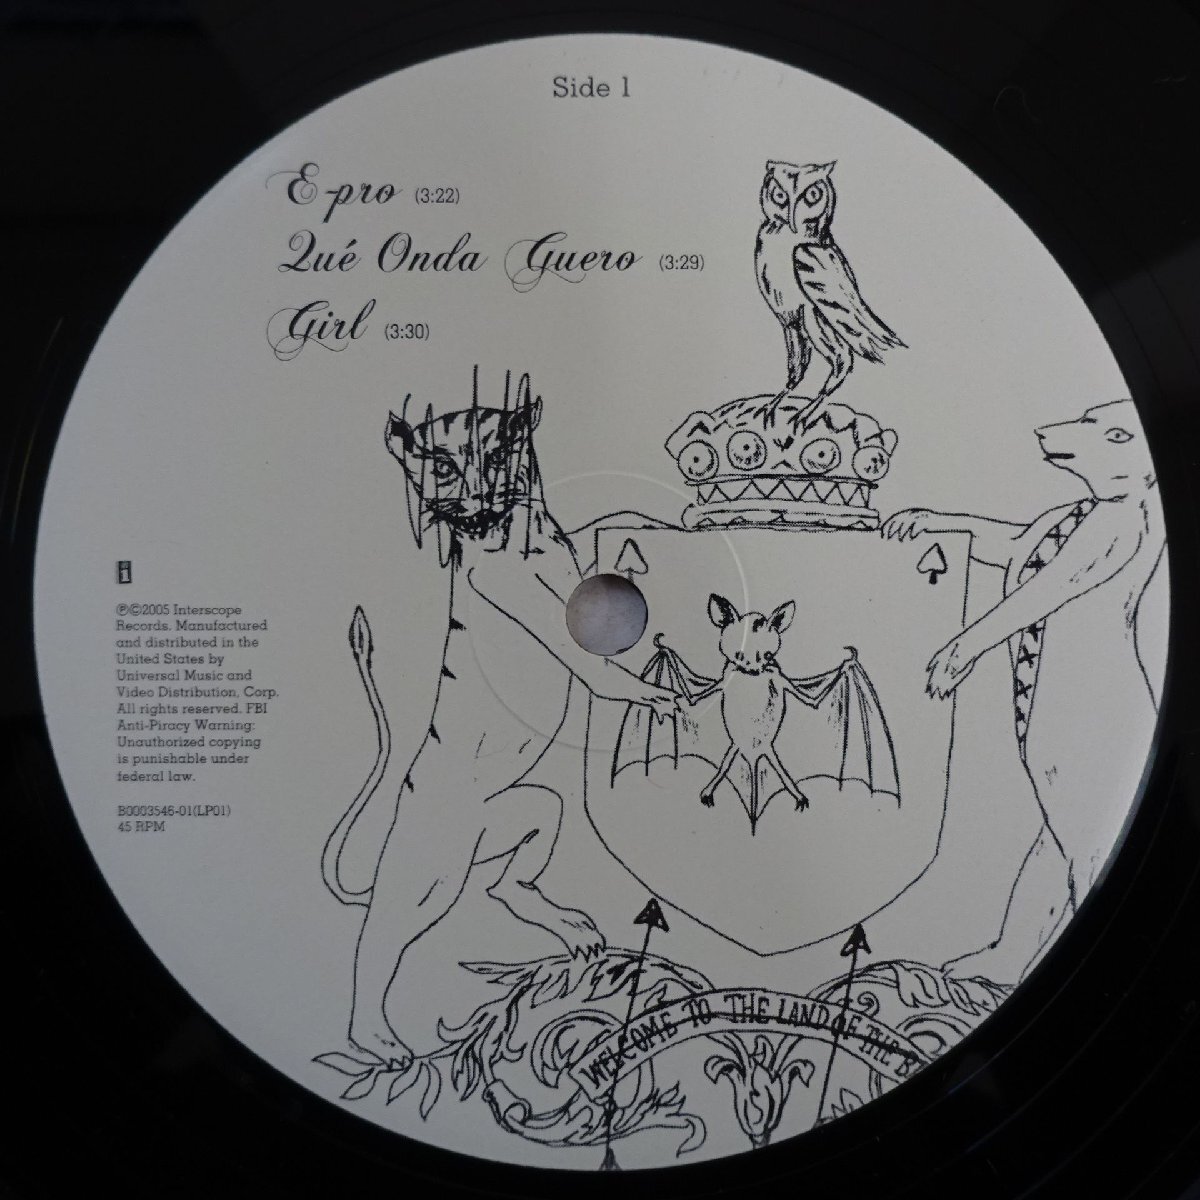 Side 1
E-pro (3:22)
Qué Onda Guero (3:29)
Girl (3:30)
i
℗©2005 Interscope
Records. Manufactured
and distributed in the
United States by
Universal Music and
Video Distribution, Corp.
All rights reserved. FBI
Anti-Piracy Warning:
Unauthorized copying
is punishable under
federal law.
B0003546-01(LP01)
45 RPM
WELCOME TO THE LAND OF THE B
S